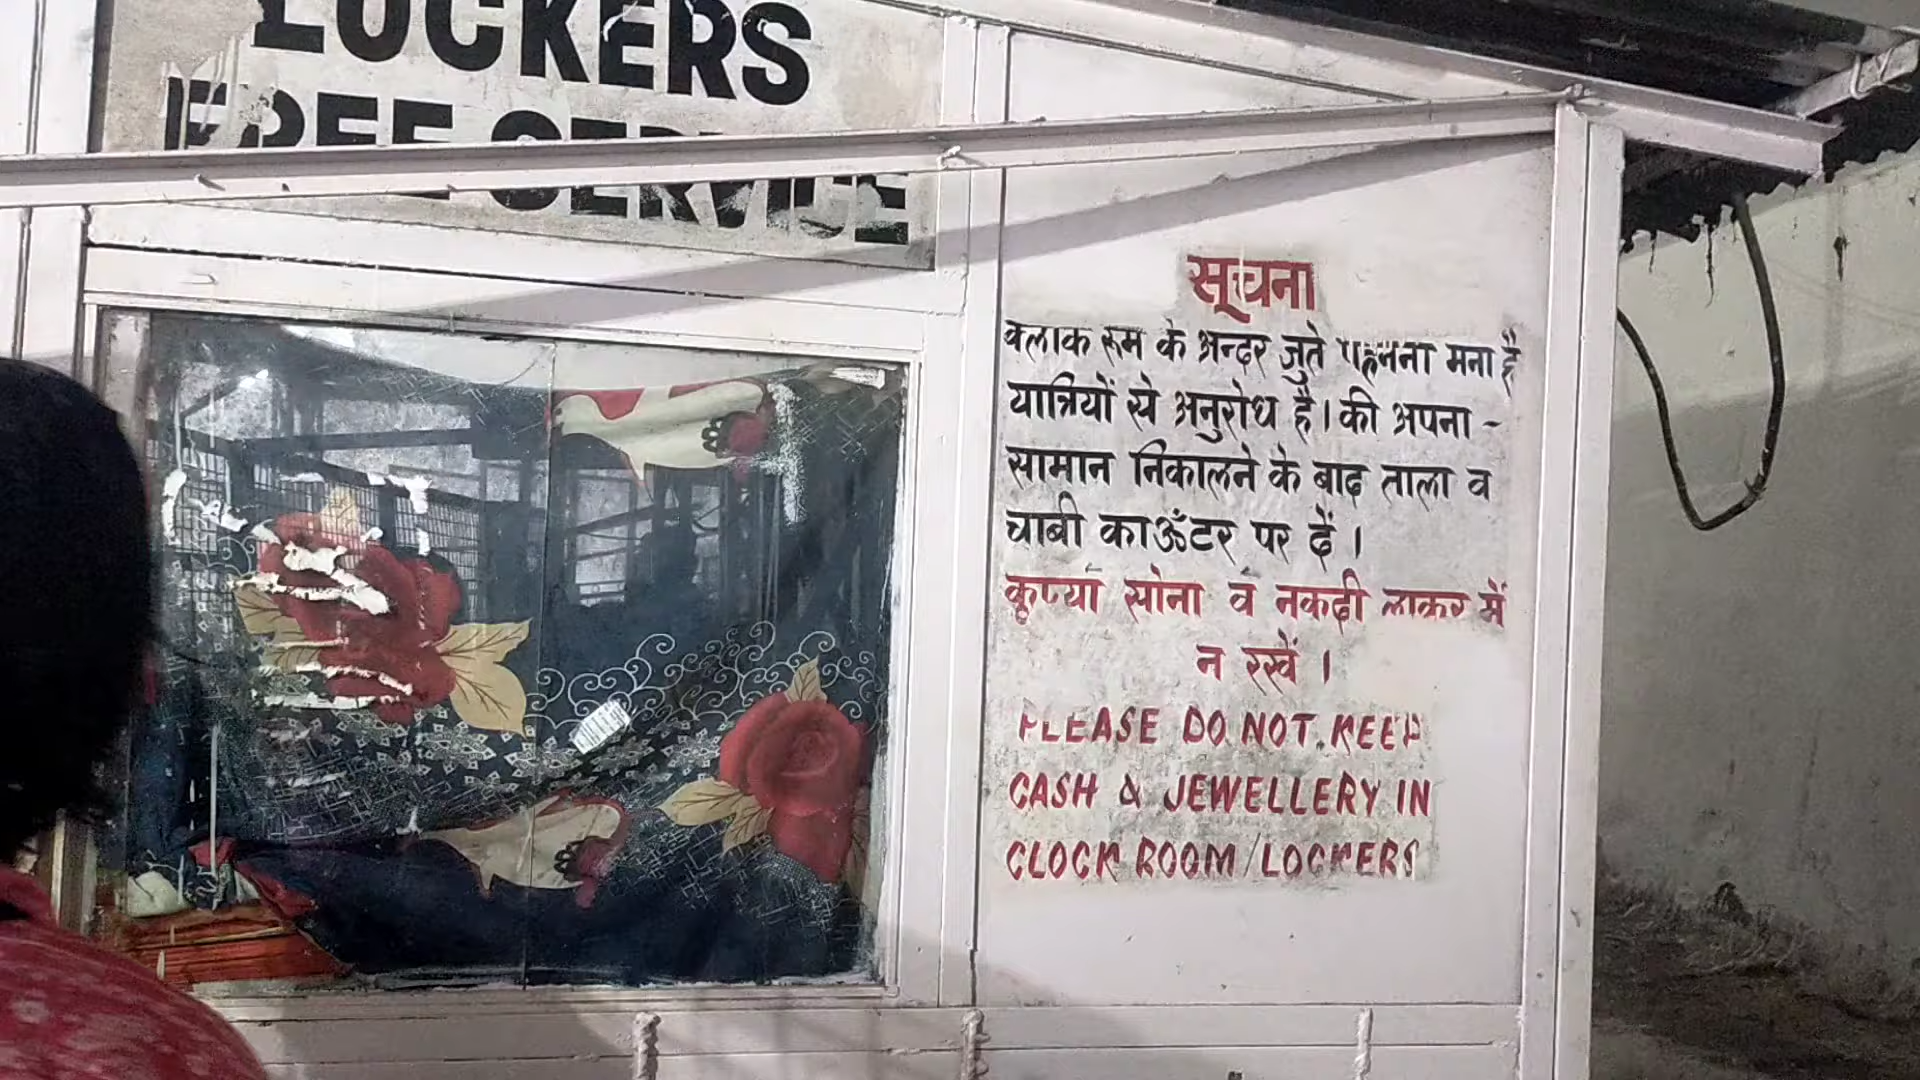 LOCKERS
FREE SERVICE
सूचना
क्लाक रूम के अन्दर जुते पहनना मना है
यात्रियों से अनुरोध है। की अपना -
सामान निकालने के बाद ताला व
चाबी काऊँटर पर दें ।
कृप्या सोना व नकदी लाकर में
न रखें ।
PLEASE DO NOT KEEP
CASH & JEWELLERY IN
CLOCK ROOM/LOCKERS